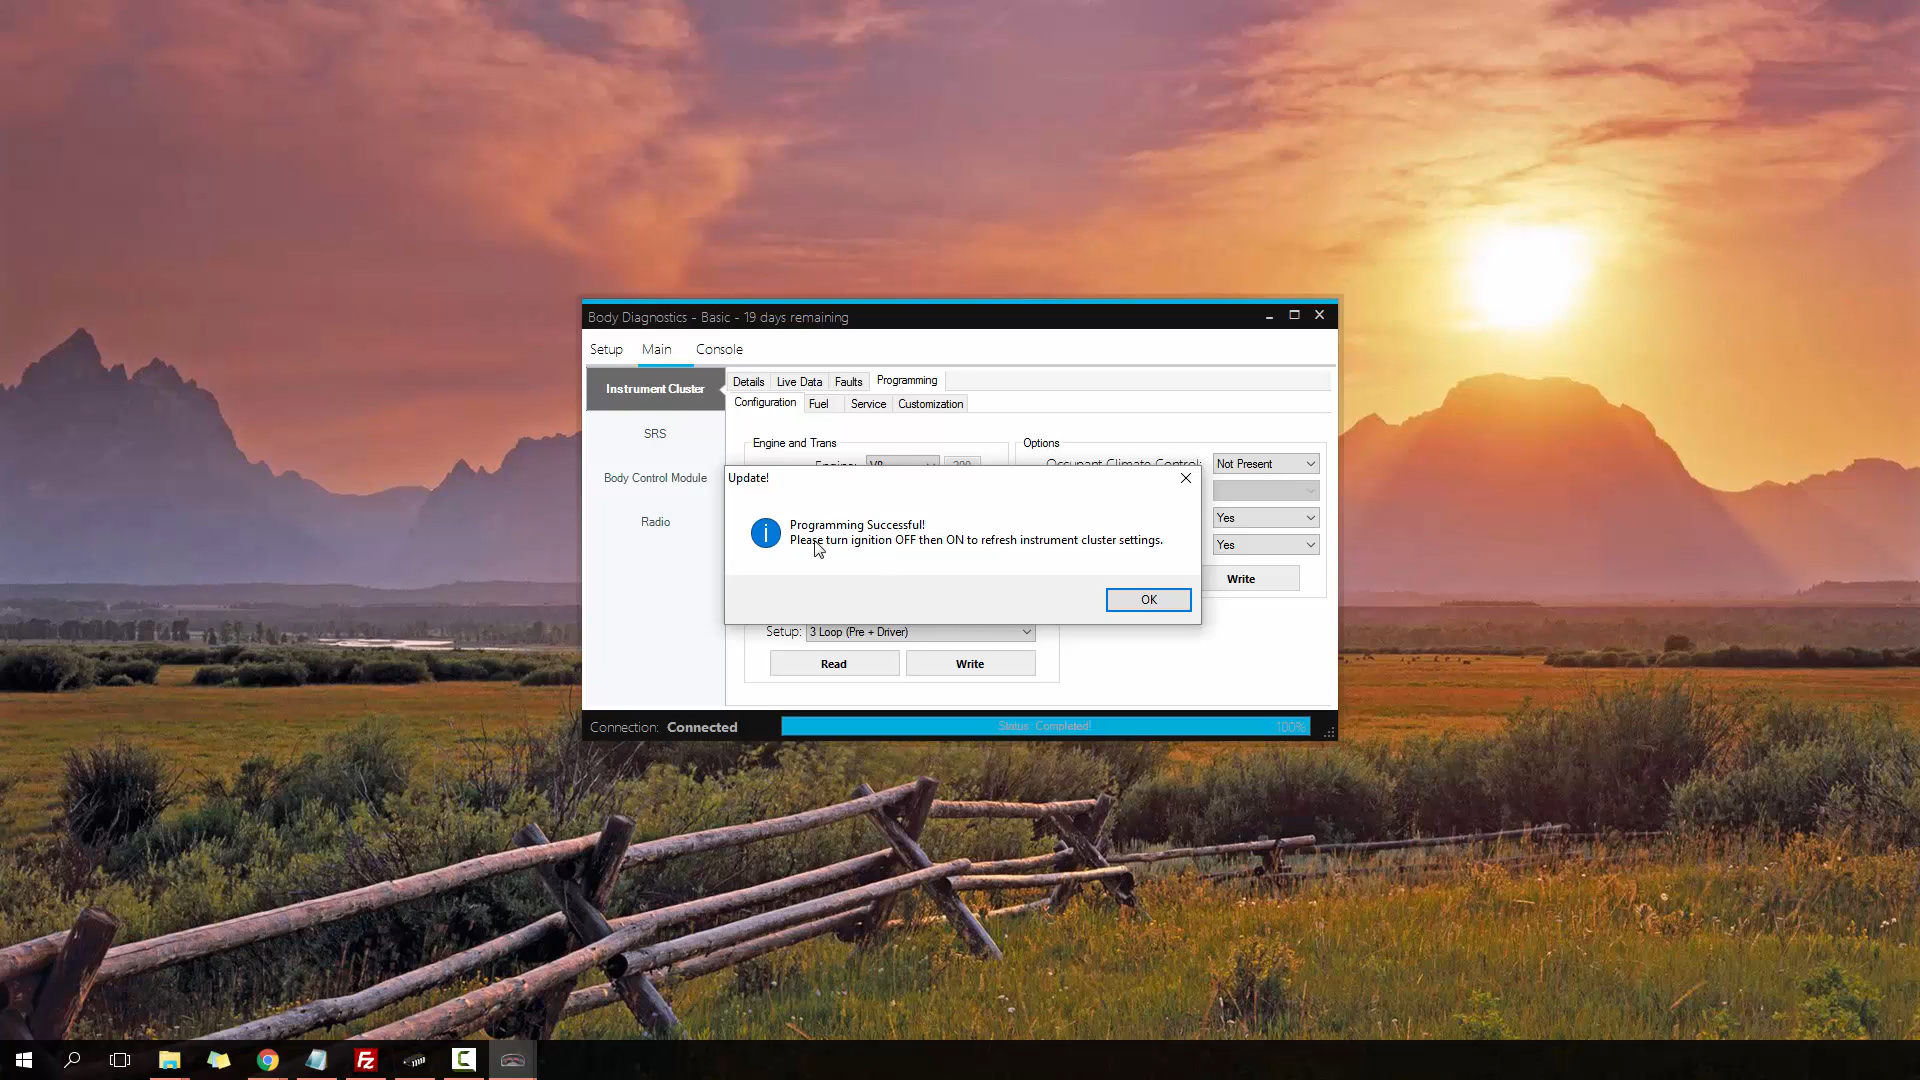 Body Diagnostics - Basic - 19 days remaining
Setup Main Console
Instrument Cluster
SRS
Body Control Module
Radio
Details Live Data Faults Programming
Configuration Fuel Service Customization
Engine and Trans
Engine: V8 200
Options
Occupant Climate Control: Not Present
Yes
Yes
Write
Update!
Programming Successful!
Please turn ignition OFF then ON to refresh instrument cluster settings.
OK
Setup: 3 Loop (Pre + Driver)
Read Write
Connection: Connected
Status: Completed! 100%
Fz
C